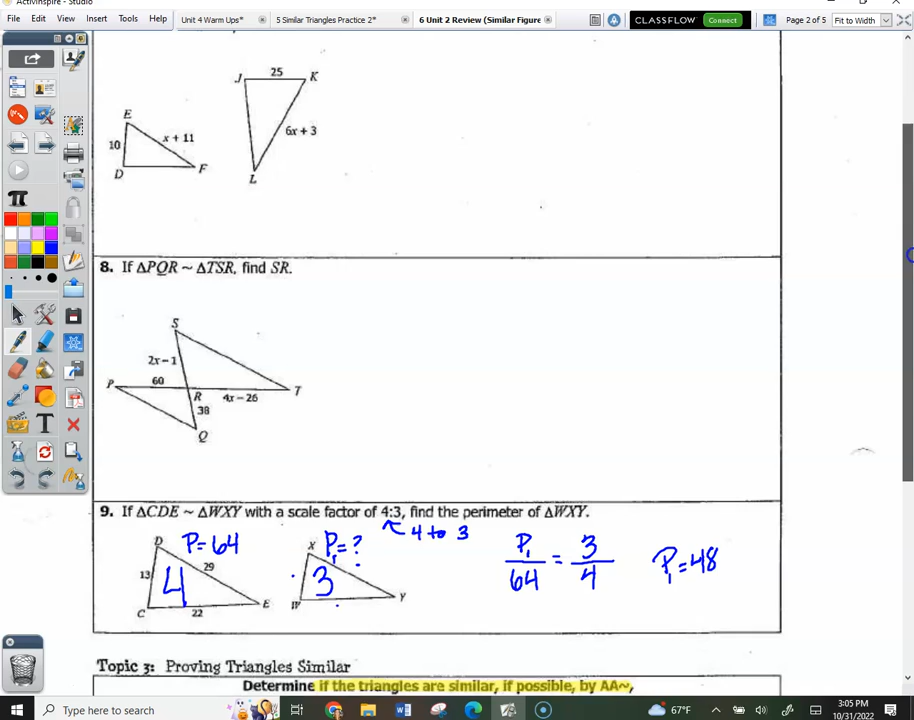 ActivInspire - Studio
File Edit View Insert Tools Help
Unit 4 Warm Ups*
5 Similar Triangles Practice 2*
6 Unit 2 Review (Similar Figure
CLASSFLOW Connect
Page 2 of 5
Fit to Width
J 25 K
E
10
x + 11
6x + 3
D
F
L
8. If ΔPQR ~ ΔTSR, find SR.
S
2x − 1
P
60
R
4x − 26
T
38
Q
9. If ΔCDE ~ ΔWXY with a scale factor of 4:3, find the perimeter of ΔWXY.
4 to 3
D
P=64
29
13
4
C
22
E
X
P₁=?
3
W
Y
P₁/64 = 3/4
P₁=48
Topic 3: Proving Triangles Similar
Determine if the triangles are similar, if possible, by AA~,
Type here to search
67°F
3:05 PM
10/31/2022